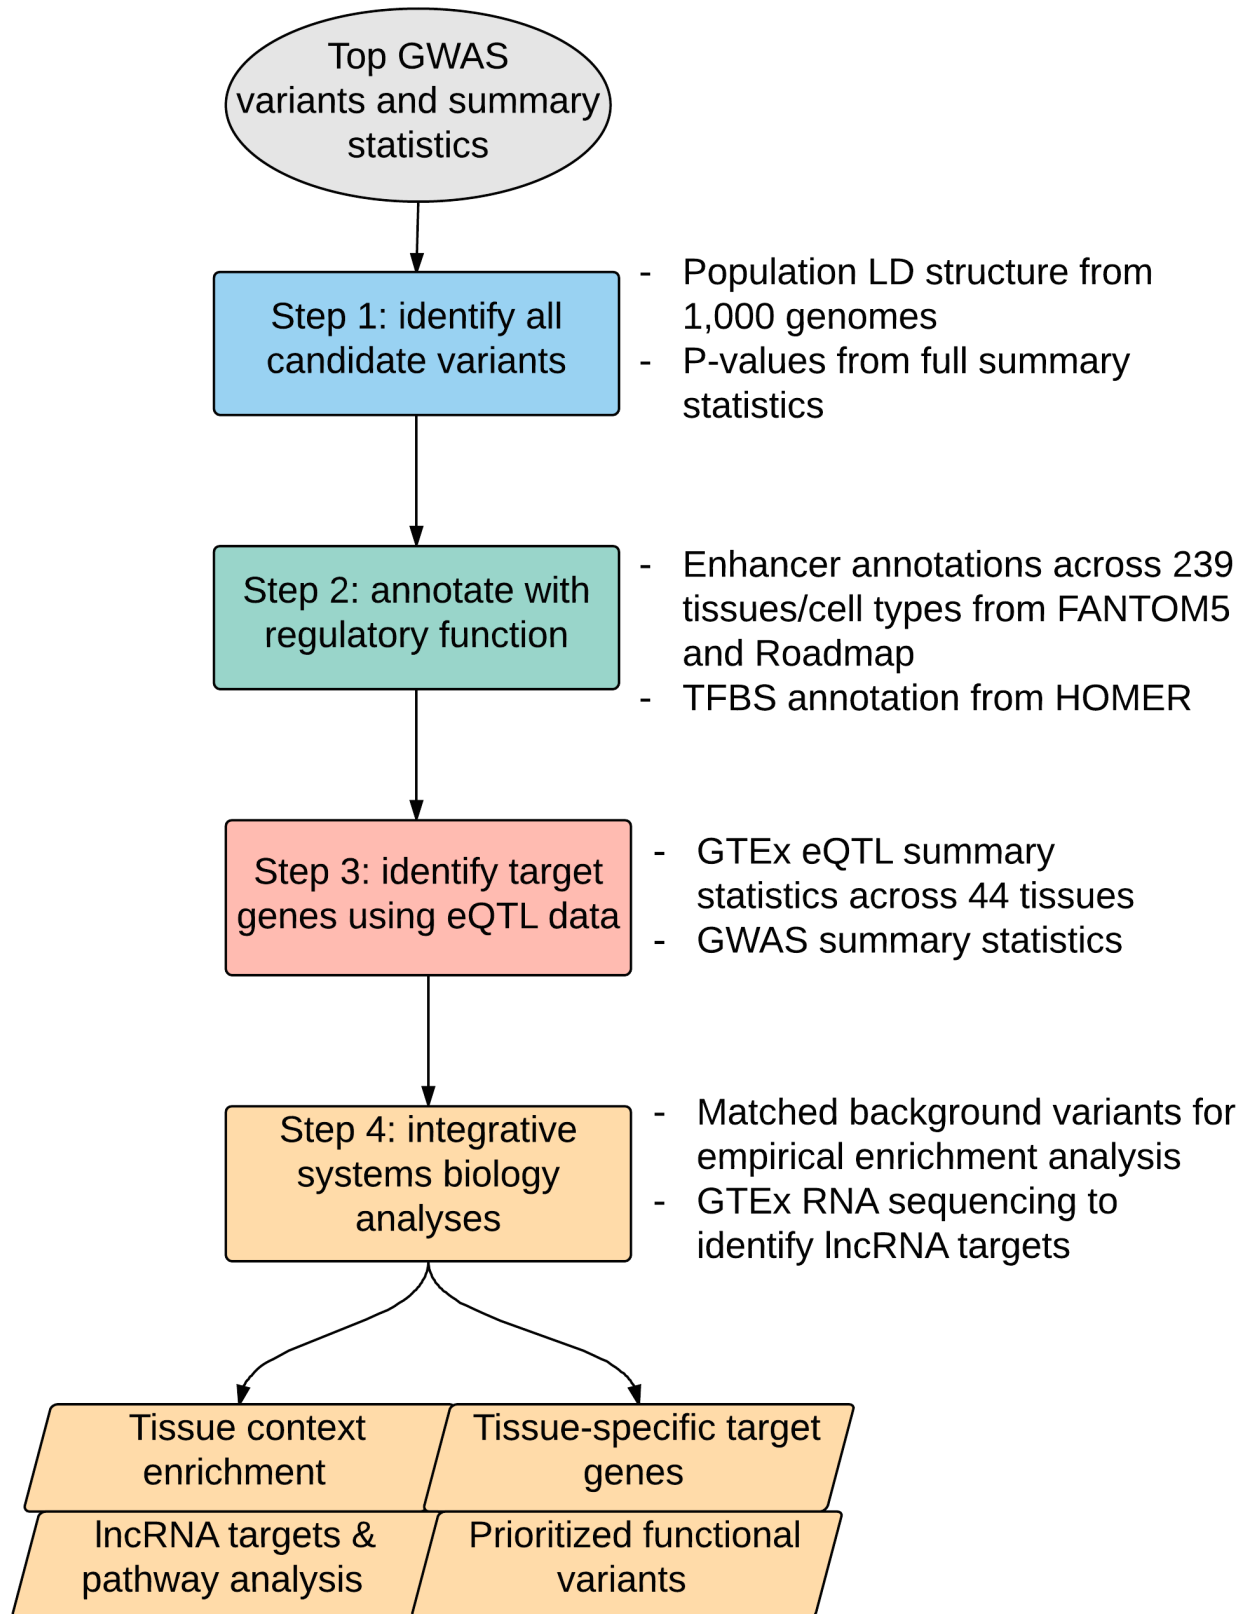 Top GWAS
variants and summary
statistics
Step 1: identify all
candidate variants
- Population LD structure from
1,000 genomes
- P-values from full summary
statistics
Step 2: annotate with
regulatory function
- Enhancer annotations across 239
tissues/cell types from FANTOM5
and Roadmap
- TFBS annotation from HOMER
Step 3: identify target
genes using eQTL data
- GTEx eQTL summary
statistics across 44 tissues
- GWAS summary statistics
Step 4: integrative
systems biology
analyses
- Matched background variants for
empirical enrichment analysis
- GTEx RNA sequencing to
identify lncRNA targets
Tissue context
enrichment
Tissue-specific target
genes
lncRNA targets &
pathway analysis
Prioritized functional
variants